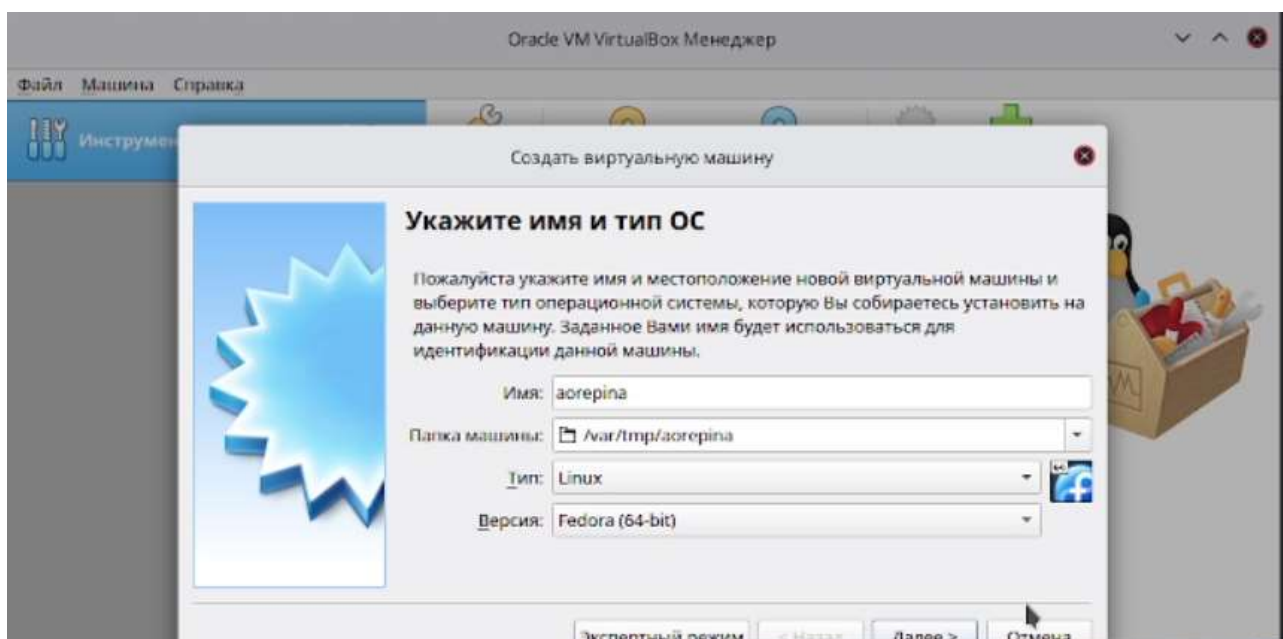 Oracle VM VirtualBox Менеджер
Файл Машина Справка
Инструмен
Создать виртуальную машину
Укажите имя и тип ОС
Пожалуйста укажите имя и местоположение новой виртуальной машины и
выберите тип операционной системы, которую Вы собираетесь установить на
данную машину. Заданное Вами имя будет использоваться для
идентификации данной машины.
Имя: aorepina
Папка машины: /var/tmp/aorepina
Тип: Linux
64
Версия: Fedora (64-bit)
Экспертный режим < Назад Далее > Отмена